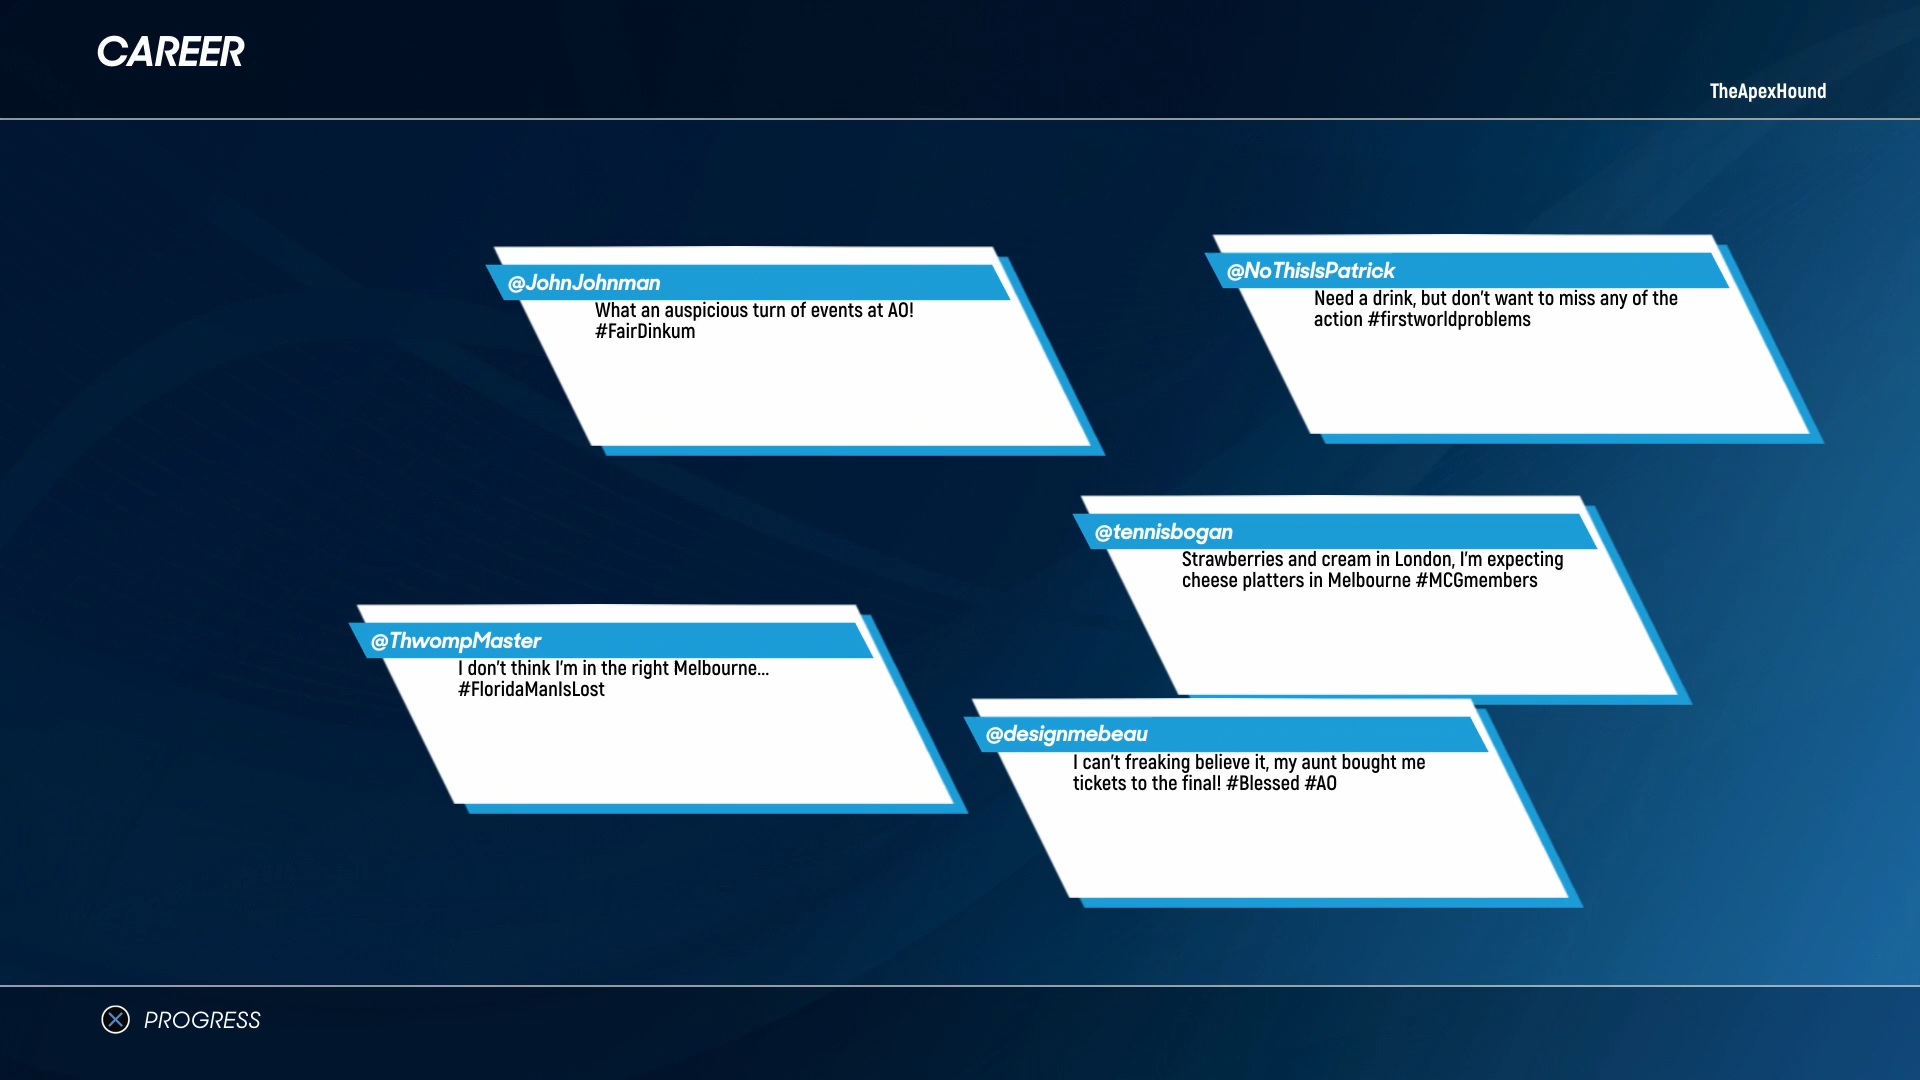 CAREER
TheApexHound
@JohnJohnman
What an auspicious turn of events at AO!
#FairDinkum
@NoThisIsPatrick
Need a drink, but don't want to miss any of the
action #firstworldproblems
@tennisbogan
Strawberries and cream in London, I'm expecting
cheese platters in Melbourne #MCGmembers
@ThwompMaster
I don't think I'm in the right Melbourne...
#FloridaManIsLost
@designmebeau
I can't freaking believe it, my aunt bought me
tickets to the final! #Blessed #AO
PROGRESS